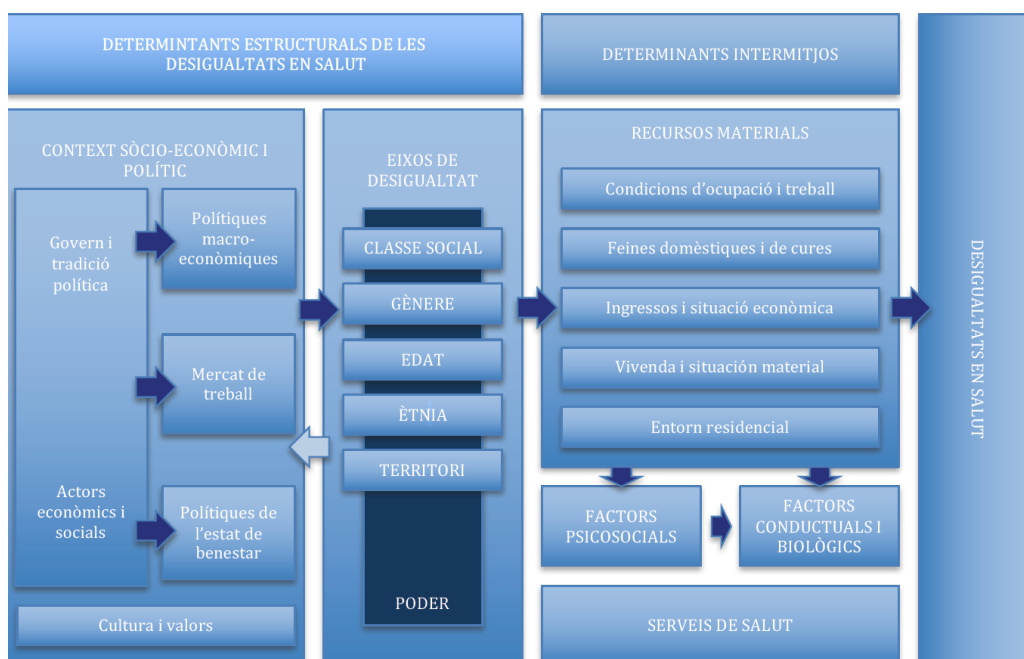 DETERMINTANTS ESTRUCTURALS DE LES
DESIGUALTATS EN SALUT
DETERMINANTS INTERMITJOS
CONTEXT SÒCIO-ECONÒMIC I
POLÍTIC
Govern i
tradició
política
Actors
econòmics i
socials
Polítiques
macro-
econòmiques
Mercat de
treball
Polítiques de
l'estat de
benestar
Cultura i valors
EIXOS DE
DESIGUALTAT
CLASSE SOCIAL
GÈNERE
EDAT
ÈTNIA
TERRITORI
PODER
RECURSOS MATERIALS
Condicions d'ocupació i treball
Feines domèstiques i de cures
Ingressos i situació econòmica
Vivenda i situación material
Entorn residencial
FACTORS
PSICOSOCIALS
FACTORS
CONDUCTUALS I
BIOLÒGICS
SERVEIS DE SALUT
DESIGUALTATS EN SALUT